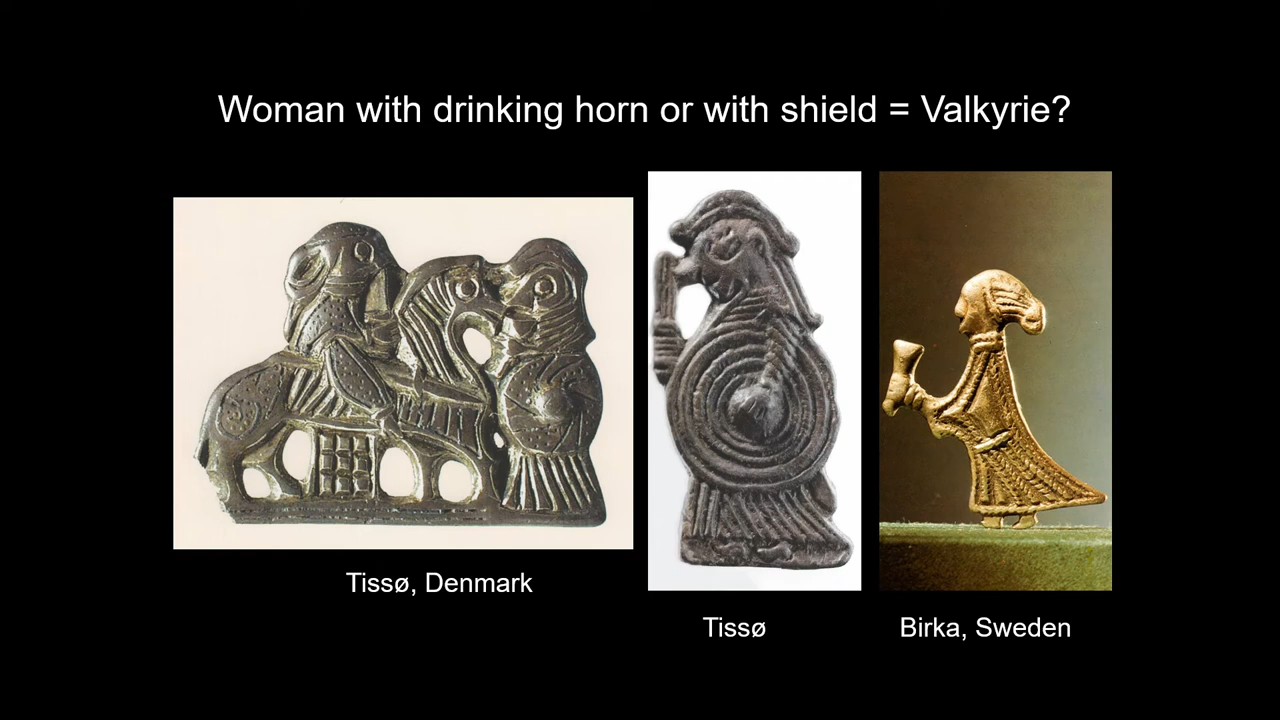 Woman with drinking horn or with shield = Valkyrie?
Tissø, Denmark
Tissø
Birka, Sweden